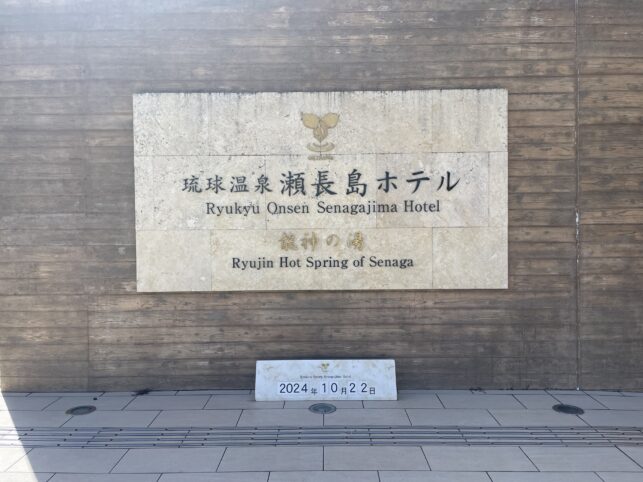 琉球温泉 瀬長島ホテル
Ryukyu Onsen Senagajima Hotel
龍神の湯
Ryujin Hot Spring of Senaga
2024年10月22日